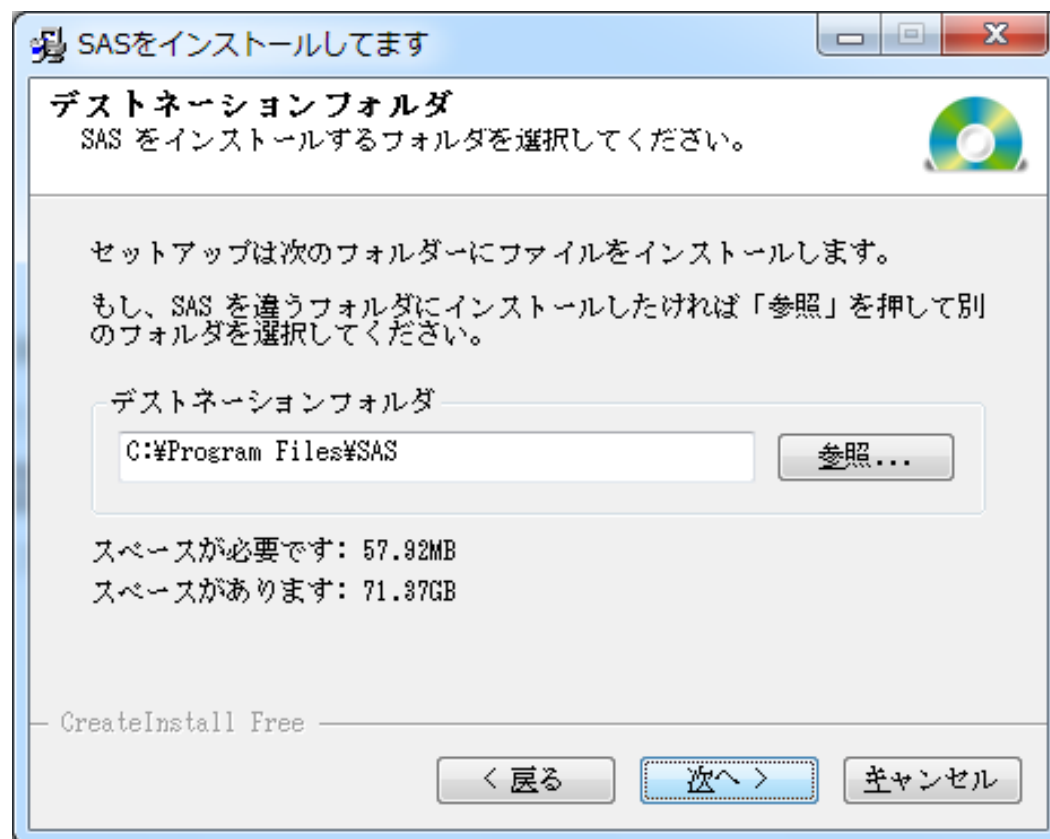 SASをインストールしてます
デストネーションフォルダ
SAS をインストールするフォルダを選択してください。
セットアップは次のフォルダーにファイルをインストールします。
もし、SAS を違うフォルダにインストールしたければ「参照」を押して別
のフォルダを選択してください。
デストネーションフォルダ
C:¥Program Files¥SAS
参照...
スペースが必要です: 57.92MB
スペースがあります: 71.37GB
CreateInstall Free
< 戻る
次へ >
キャンセル